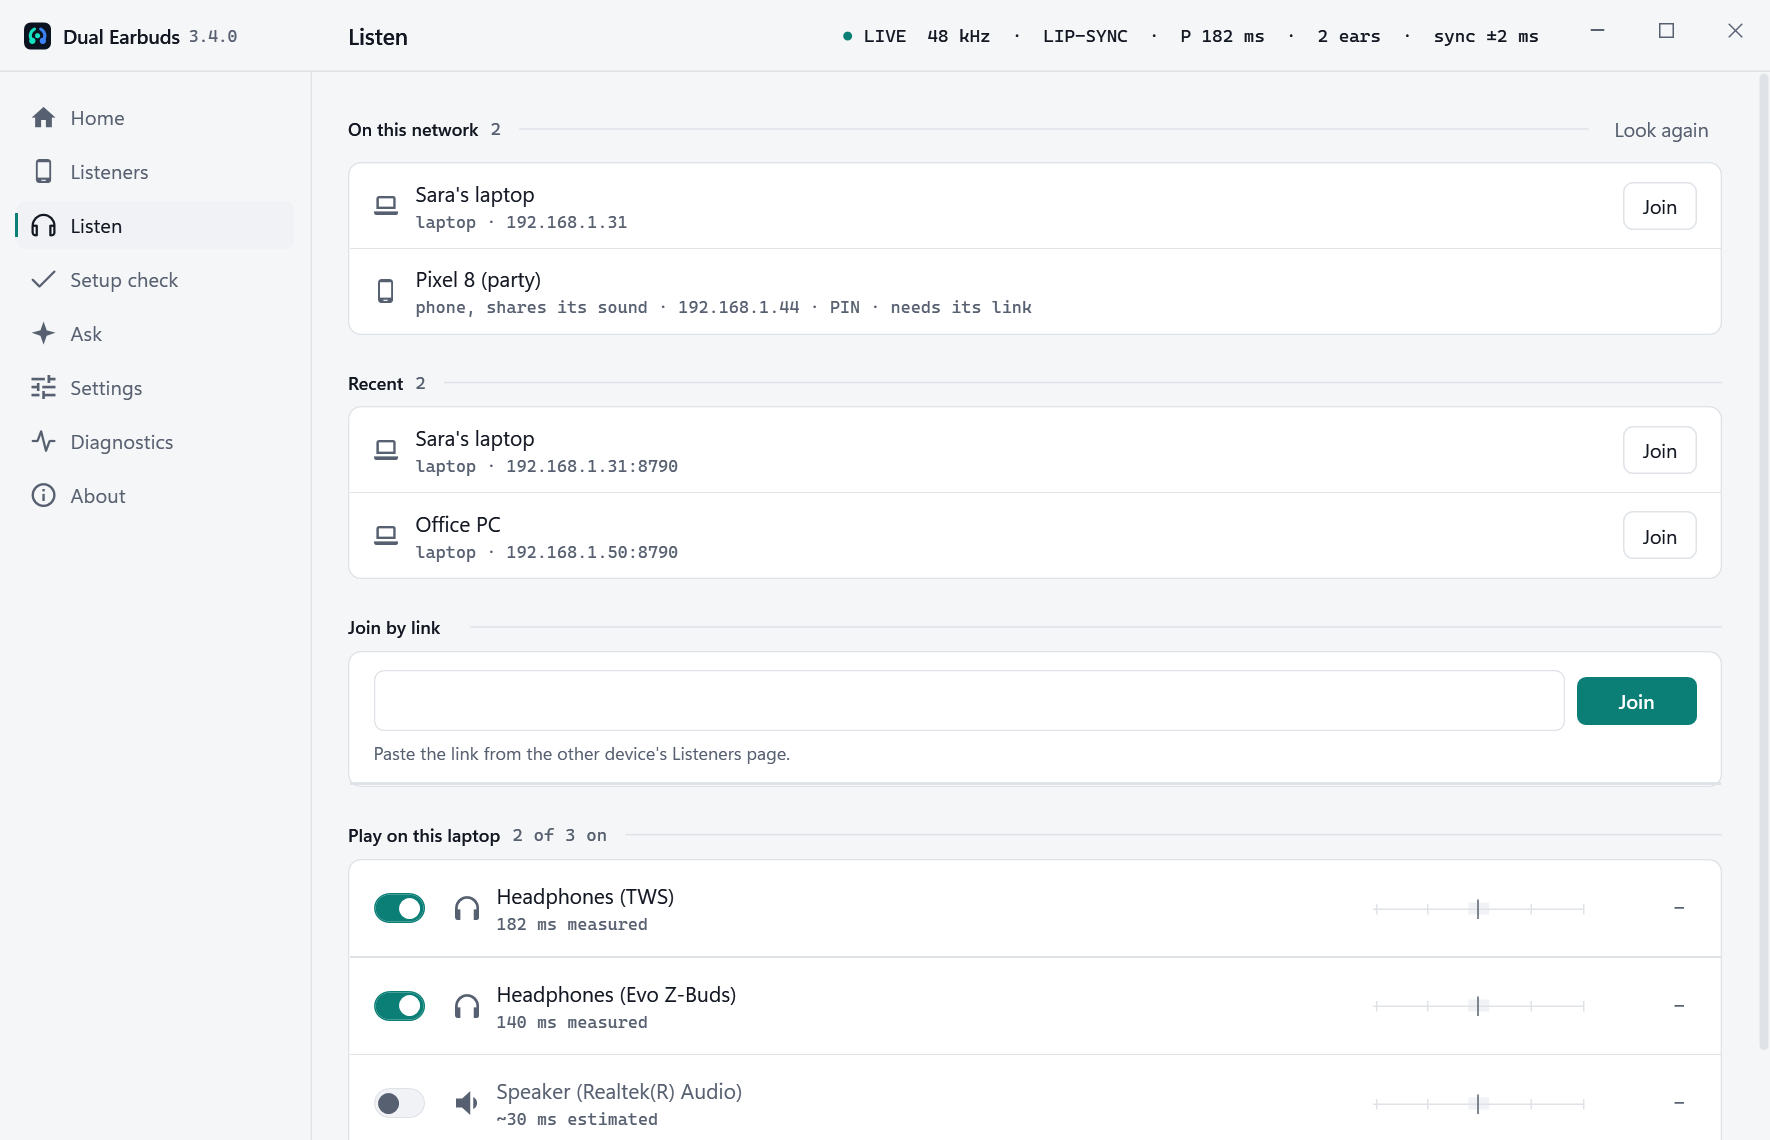 Dual Earbuds 3.4.0
Listen
LIVE 48 kHz · LIP-SYNC · P 182 ms · 2 ears · sync ±2 ms
Home
Listeners
Listen
Setup check
Ask
Settings
Diagnostics
About
On this network 2
Look again
Sara's laptop
laptop · 192.168.1.31
Join
Pixel 8 (party)
phone, shares its sound · 192.168.1.44 · PIN · needs its link
Recent 2
Sara's laptop
laptop · 192.168.1.31:8790
Join
Office PC
laptop · 192.168.1.50:8790
Join
Join by link
Join
Paste the link from the other device's Listeners page.
Play on this laptop 2 of 3 on
Headphones (TWS)
182 ms measured
–
Headphones (Evo Z-Buds)
140 ms measured
–
Speaker (Realtek(R) Audio)
~30 ms estimated
–